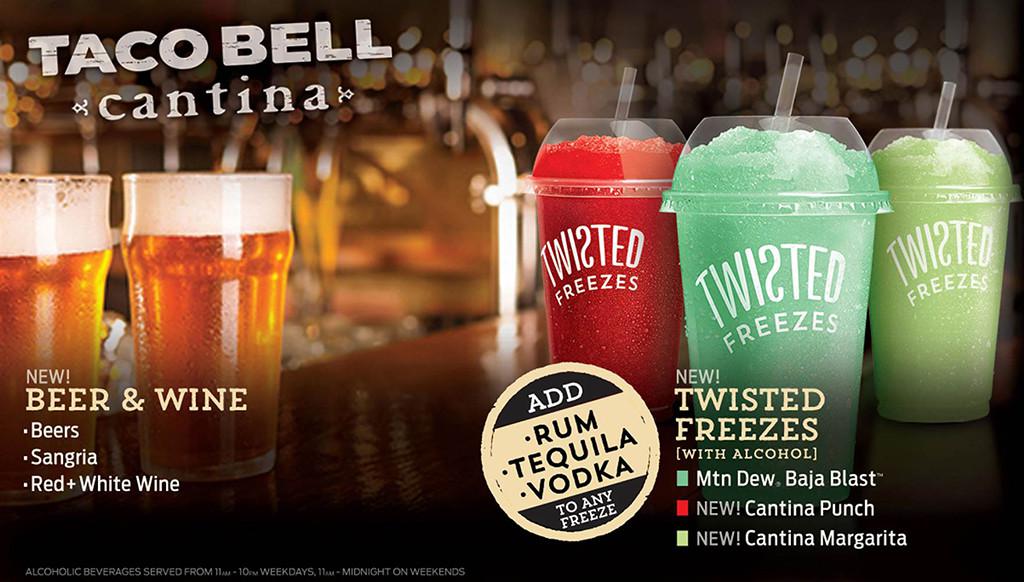 TACO BELL
cantina
TWISTED
FREEZES
TWISTED
FREEZES
TWISTED
FREEZES
NEW!
BEER & WINE
· Beers
· Sangria
· Red + White Wine
ADD
· RUM
· TEQUILA
· VODKA
TO ANY
FREEZE
NEW!
TWISTED
FREEZES
[WITH ALCOHOL]
Mtn Dew® Baja Blast™
NEW! Cantina Punch
NEW! Cantina Margarita
ALCOHOLIC BEVERAGES SERVED FROM 11AM - 10PM WEEKDAYS, 11AM - MIDNIGHT ON WEEKENDS